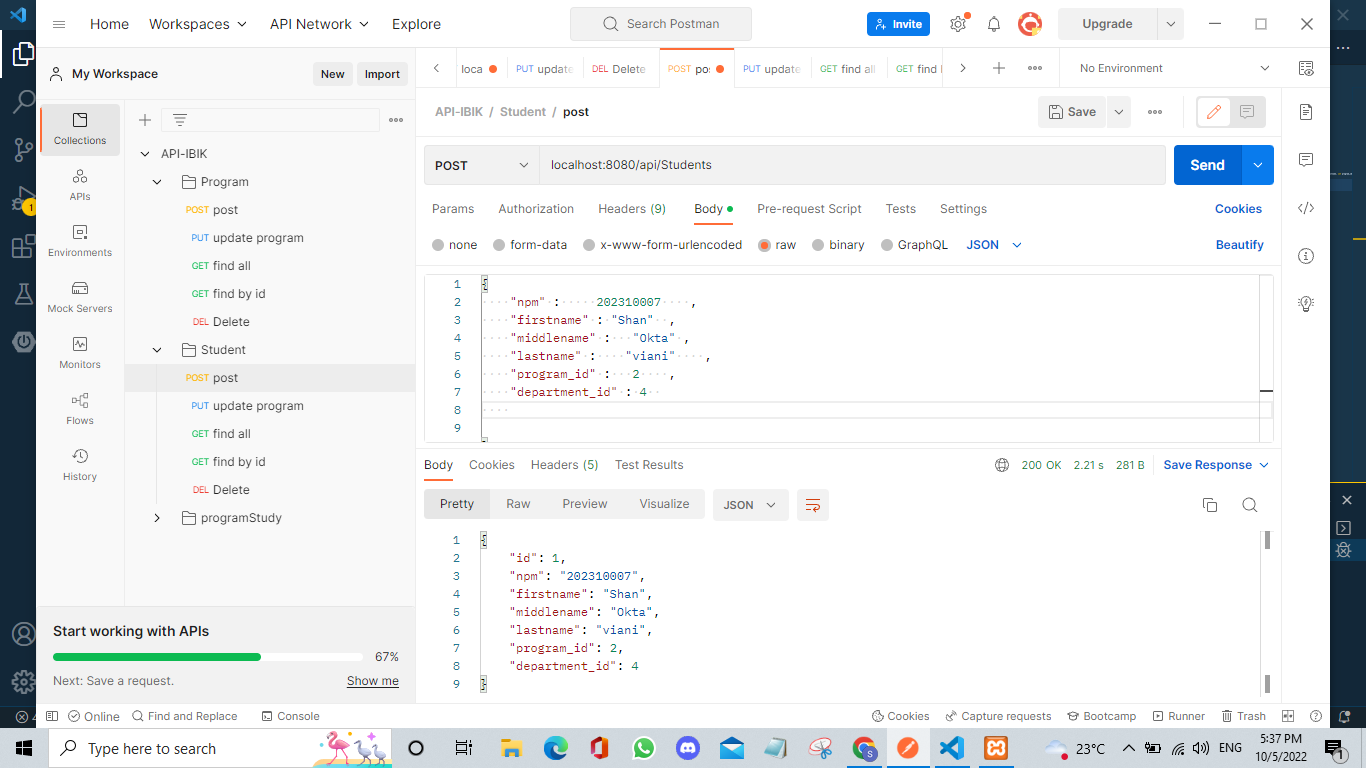 Home Workspaces API Network Explore Search Postman Invite Upgrade
My Workspace New Import
loca PUT update DEL Delete POST pos PUT update GET find all GET find No Environment
API-IBIK / Student / post Save
Collections
APIs
Environments
Mock Servers
Monitors
Flows
History
1
API-IBIK
Program
POST post
PUT update program
GET find all
GET find by id
DEL Delete
Student
POST post
PUT update program
GET find all
GET find by id
DEL Delete
programStudy
Start working with APIs
67%
Next: Save a request. Show me
POST localhost:8080/api/Students Send
Params Authorization Headers (9) Body Pre-request Script Tests Settings Cookies
none form-data x-www-form-urlencoded raw binary GraphQL JSON Beautify
1 {
2 "npm" : 202310007 ,
3 "firstname" : "Shan" ,
4 "middlename" : "Okta" ,
5 "lastname" : "viani" ,
6 "program_id" : 2 ,
7 "department_id" : 4
8
9
Body Cookies Headers (5) Test Results 200 OK 2.21 s 281 B Save Response
Pretty Raw Preview Visualize JSON
1 {
2 "id": 1,
3 "npm": "202310007",
4 "firstname": "Shan",
5 "middlename": "Okta",
6 "lastname": "viani",
7 "program_id": 2,
8 "department_id": 4
9 }
Online Find and Replace Console Cookies Capture requests Bootcamp Runner Trash
Type here to search 23°C ENG 5:37 PM
10/5/2022 1